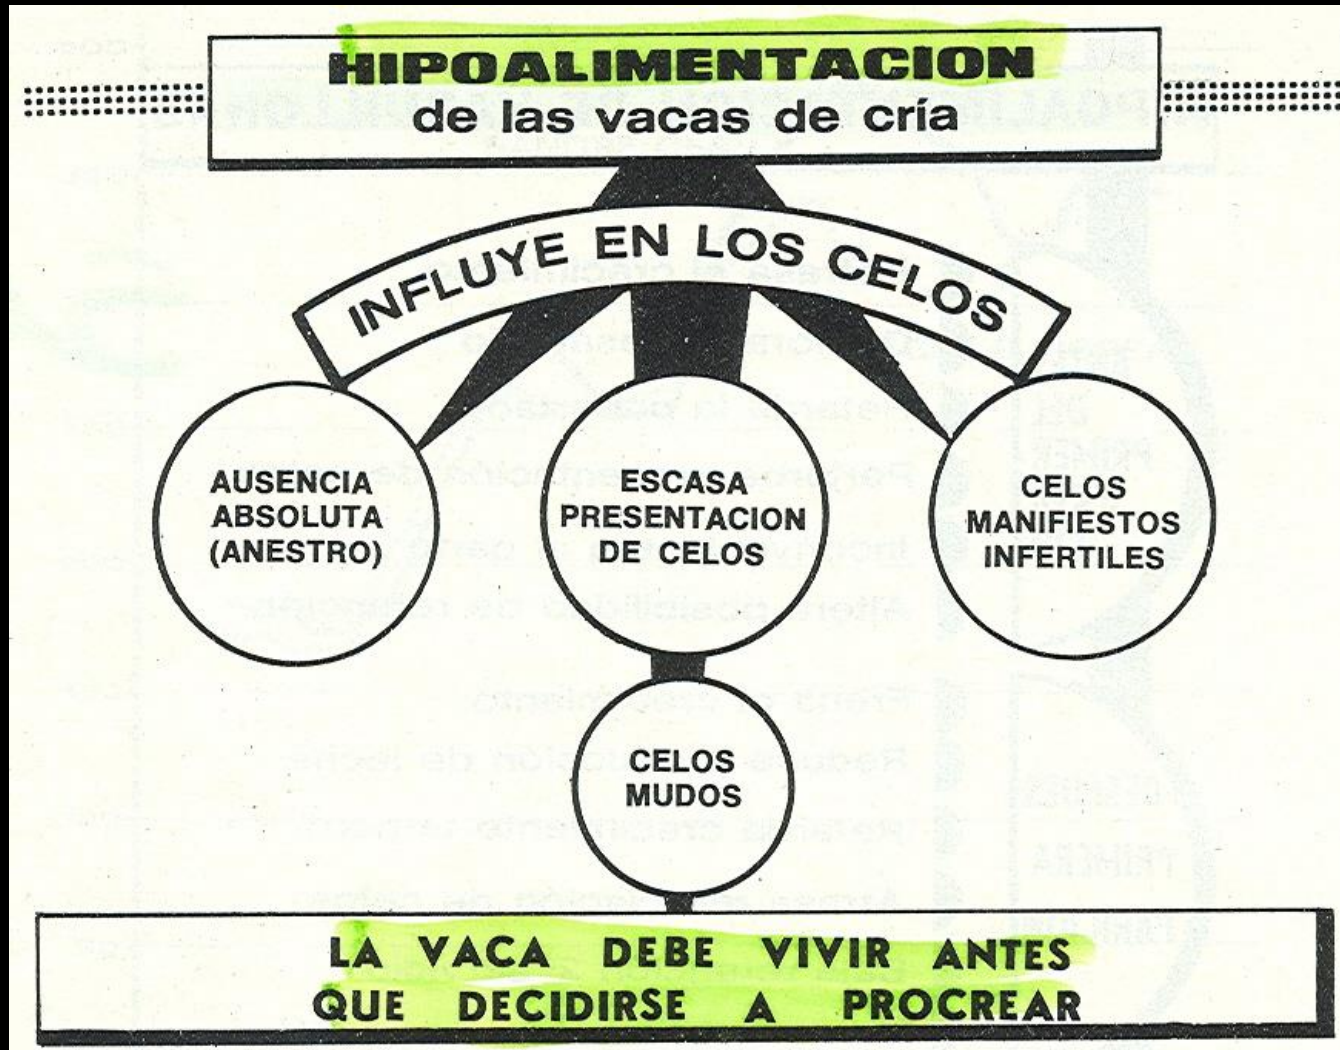 HIPOALIMENTACION
de las vacas de cría
INFLUYE EN LOS CELOS
AUSENCIA
ABSOLUTA
(ANESTRO)
ESCASA
PRESENTACION
DE CELOS
CELOS
MANIFIESTOS
INFERTILES
CELOS
MUDOS
LA VACA DEBE VIVIR ANTES
QUE DECIDIRSE A PROCREAR